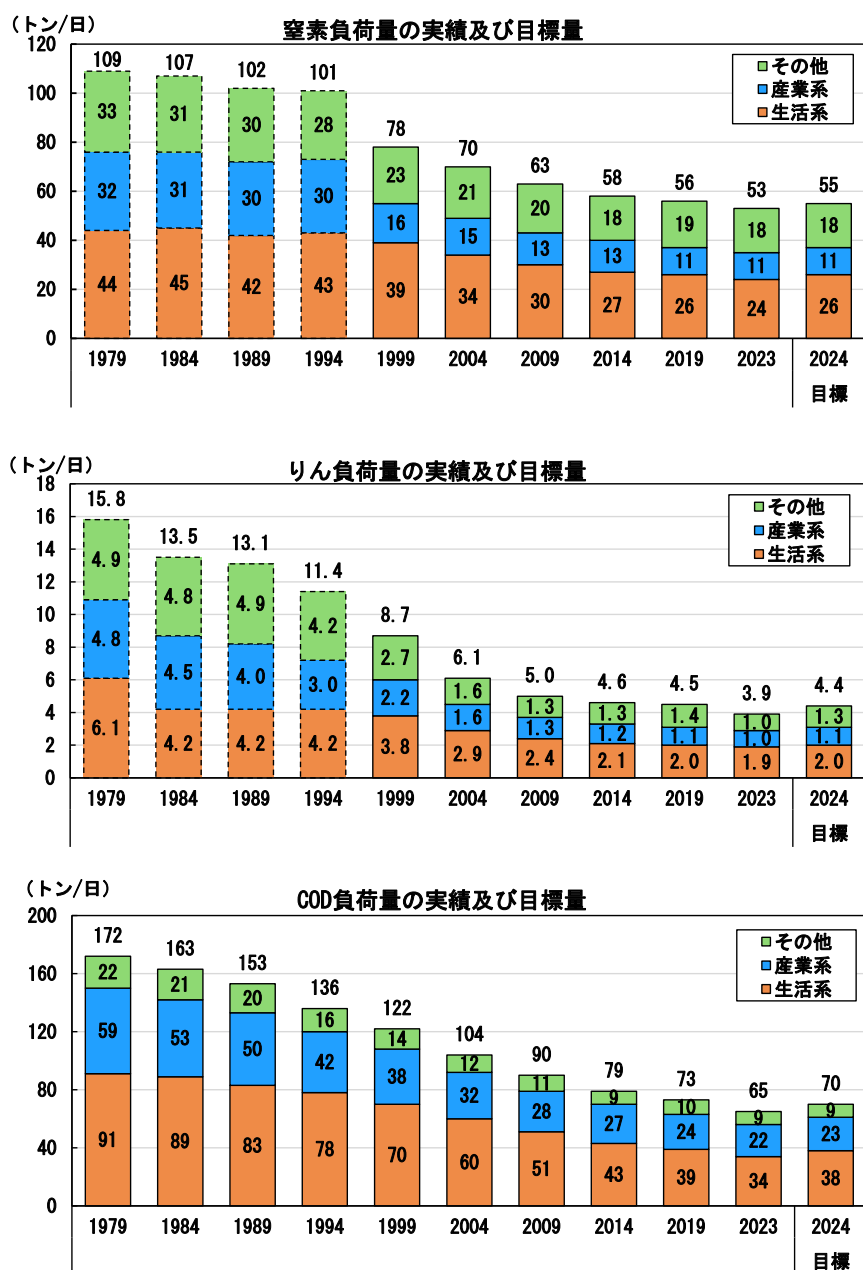 (トン/日)
窒素負荷量の実績及び目標量
120
100
80
60
40
20
0
その他
産業系
生活系
109 107 102 101 78 70 63 58 56 53 55
33 31 30 28 23 21 20 18 19 18 18
32 31 30 30 16 15 13 13 11 11 11
44 45 42 43 39 34 30 27 26 24 26
1979 1984 1989 1994 1999 2004 2009 2014 2019 2023 2024
目標
(トン/日)
りん負荷量の実績及び目標量
18
16
14
12
10
8
6
4
2
0
その他
産業系
生活系
15.8 13.5 13.1 11.4 8.7 6.1 5.0 4.6 4.5 3.9 4.4
4.9 4.8 4.9 4.2 2.7 1.6 1.3 1.3 1.4 1.0 1.3
4.8 4.5 4.0 3.0 2.2 1.6 1.3 1.2 1.1 1.0 1.1
6.1 4.2 4.2 4.2 3.8 2.9 2.4 2.1 2.0 1.9 2.0
1979 1984 1989 1994 1999 2004 2009 2014 2019 2023 2024
目標
(トン/日)
COD負荷量の実績及び目標量
200
160
120
80
40
0
その他
産業系
生活系
172 163 153 136 122 104 90 79 73 65 70
22 21 20 16 14 12 11 9 10 9 9
59 53 50 42 38 32 28 27 24 22 23
91 89 83 78 70 60 51 43 39 34 38
1979 1984 1989 1994 1999 2004 2009 2014 2019 2023 2024
目標